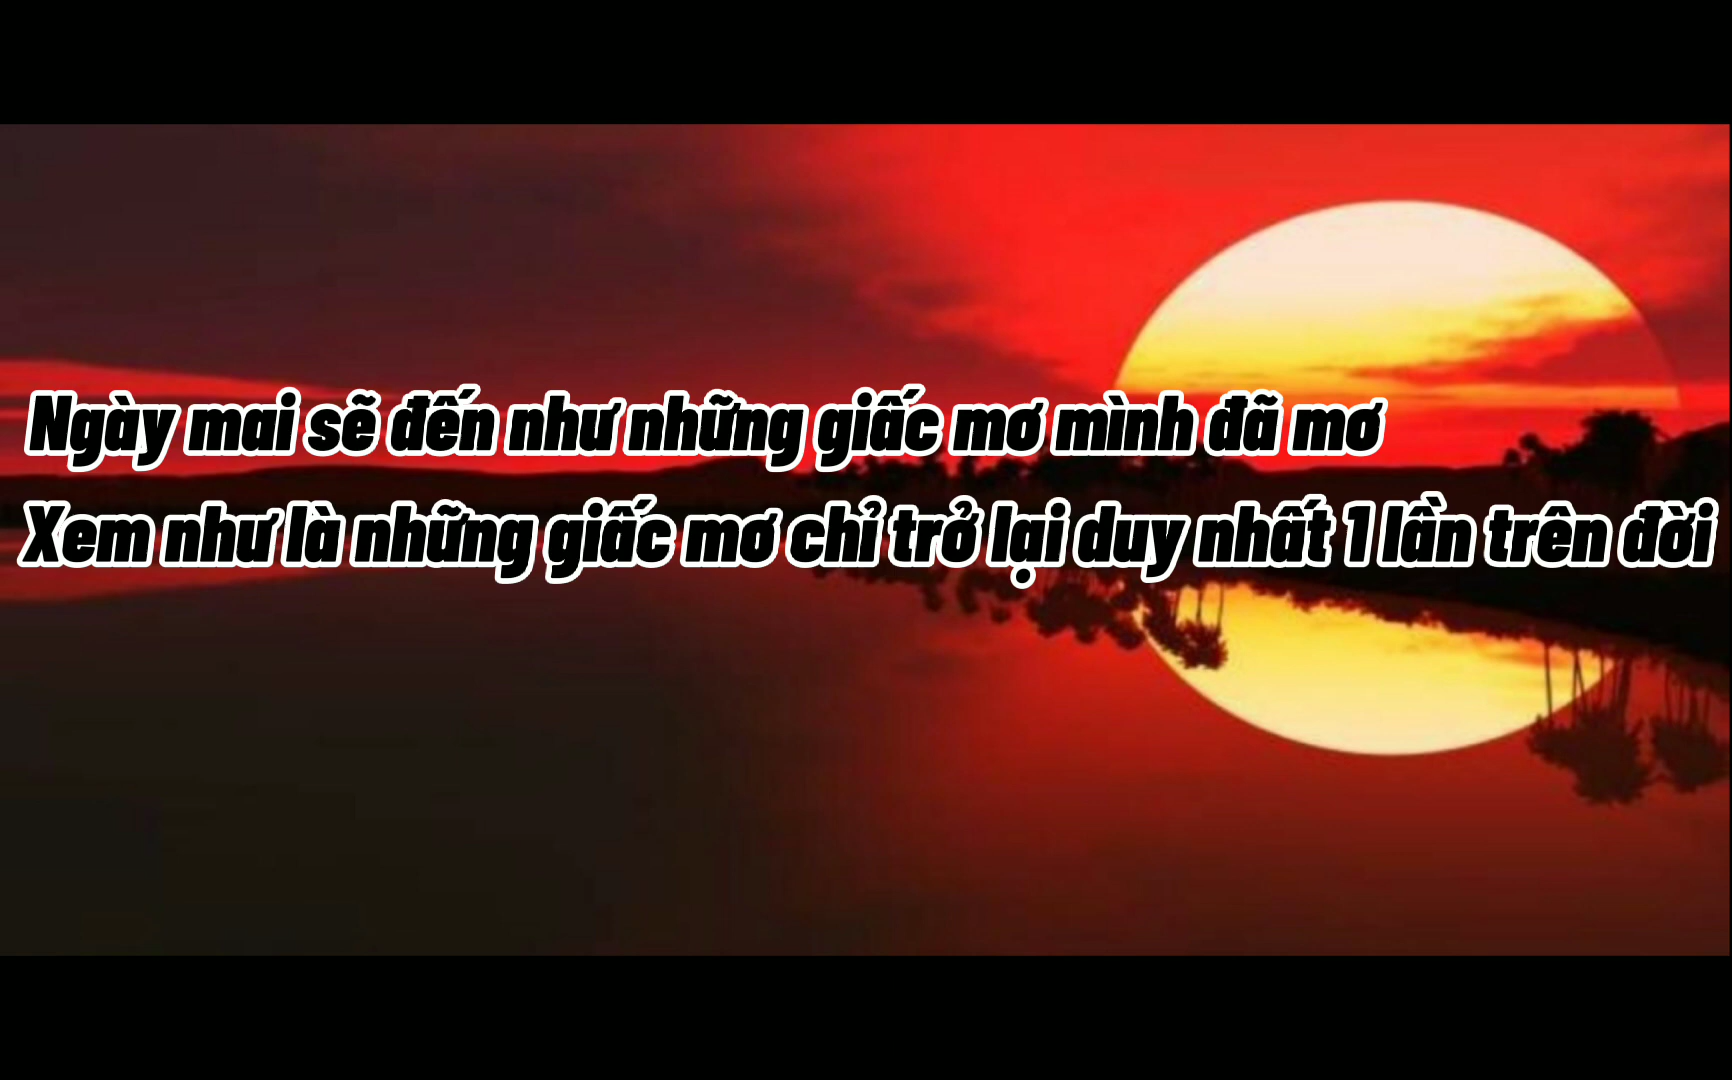 Ngày mai sẽ đến như những giấc mơ mình đã mơ
Xem như là những giấc mơ chỉ trở lại duy nhất 1 lần trên đời